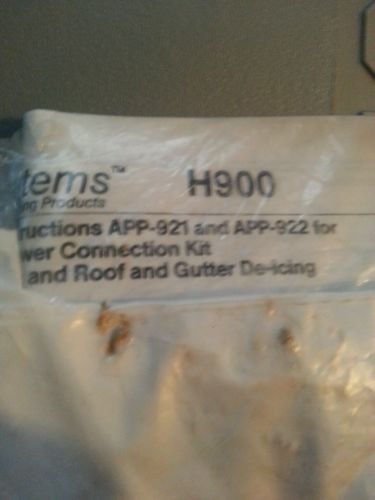 tems™ H900
ng Products
ructions APP-921 and APP-922 for
wer Connection Kit
and Roof and Gutter De-icing